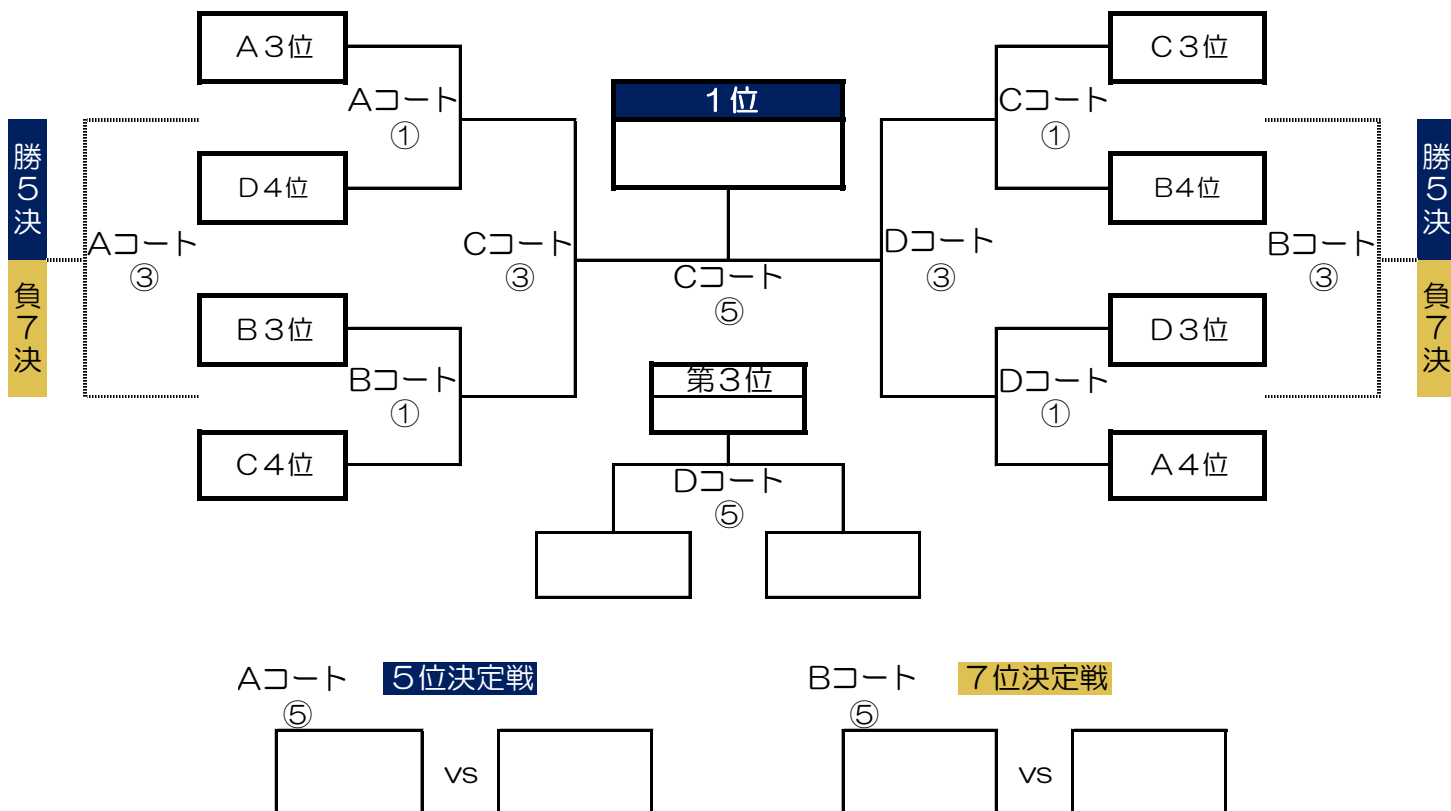 A3位
C3位
1位
Aコート
①
Cコート
①
勝5決
勝5決
D4位
B4位
Aコート
③
Cコート
③
Dコート
③
Bコート
③
Cコート
⑤
負7決
負7決
B3位
D3位
第3位
Bコート
①
Dコート
①
C4位
A4位
Dコート
⑤
Aコート
5位決定戦
⑤
vs
Bコート
7位決定戦
⑤
vs